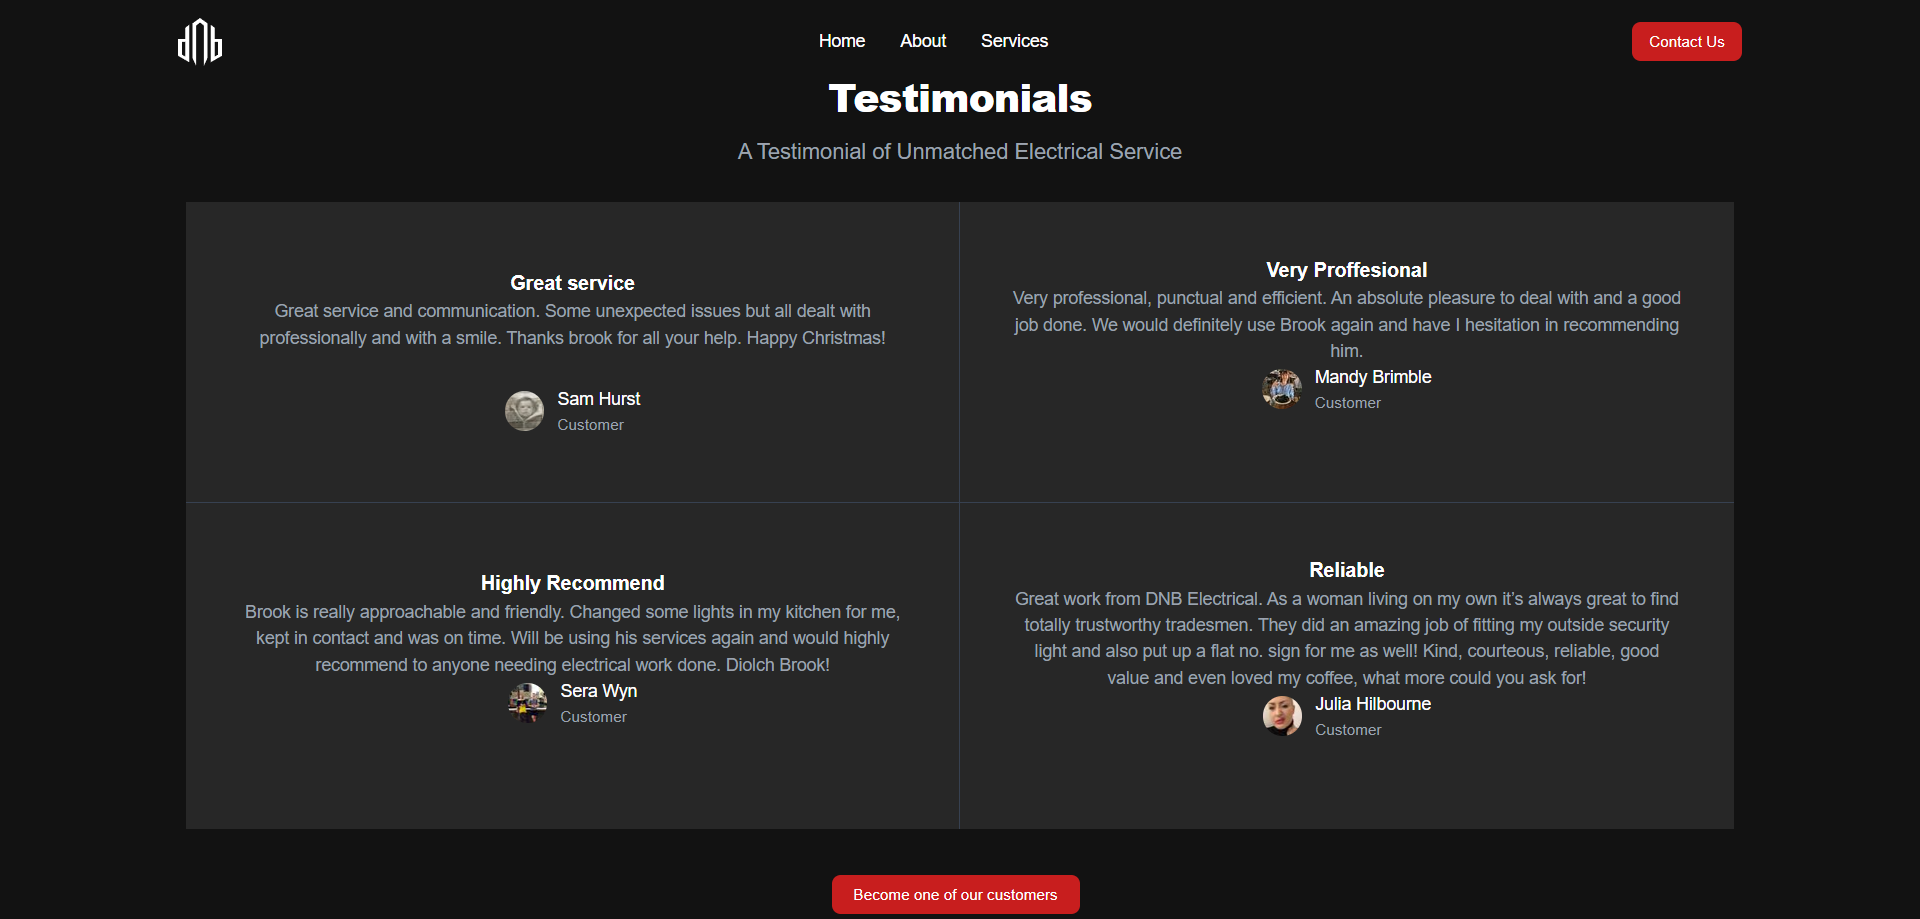 dNb
Home About Services
Contact Us
Testimonials
A Testimonial of Unmatched Electrical Service
Great service
Great service and communication. Some unexpected issues but all dealt with
professionally and with a smile. Thanks brook for all your help. Happy Christmas!
Sam Hurst
Customer
Very Proffesional
Very professional, punctual and efficient. An absolute pleasure to deal with and a good
job done. We would definitely use Brook again and have I hesitation in recommending
him.
Mandy Brimble
Customer
Highly Recommend
Brook is really approachable and friendly. Changed some lights in my kitchen for me,
kept in contact and was on time. Will be using his services again and would highly
recommend to anyone needing electrical work done. Diolch Brook!
Sera Wyn
Customer
Reliable
Great work from DNB Electrical. As a woman living on my own it’s always great to find
totally trustworthy tradesmen. They did an amazing job of fitting my outside security
light and also put up a flat no. sign for me as well! Kind, courteous, reliable, good
value and even loved my coffee, what more could you ask for!
Julia Hilbourne
Customer
Become one of our customers